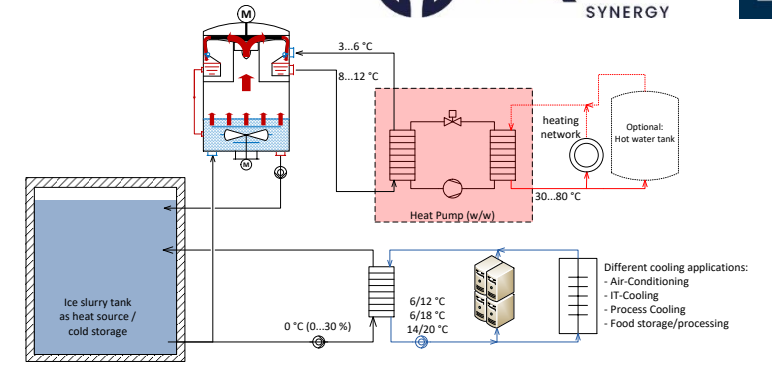 SYNERGY
M
3...6 °C
8...12 °C
heating
network
Optional:
Hot water tank
M
30...80 °C
Heat Pump (w/w)
Different cooling applications:
- Air-Conditioning
- IT-Cooling
- Process Cooling
- Food storage/processing
Ice slurry tank
as heat source /
cold storage
0 °C (0...30 %)
6/12 °C
6/18 °C
14/20 °C